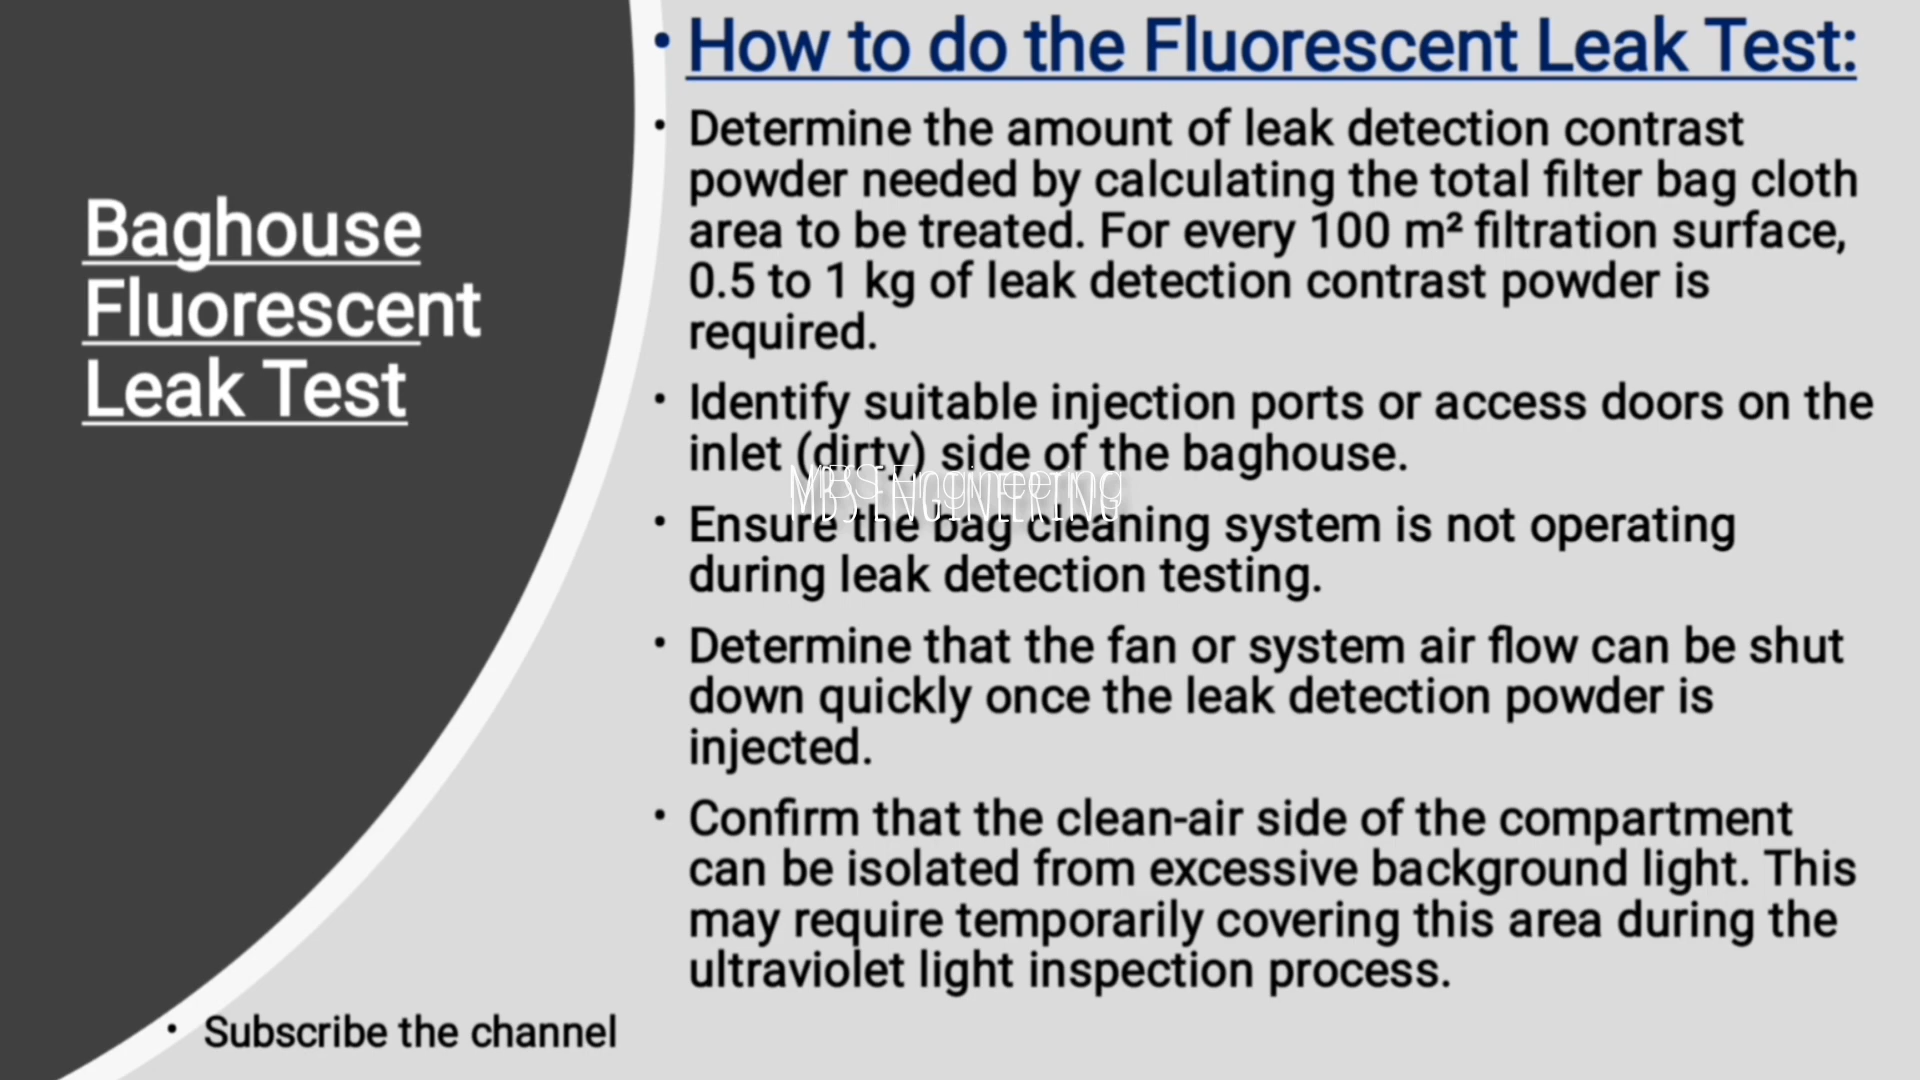 Baghouse
Fluorescent
Leak Test
• How to do the Fluorescent Leak Test:
• Determine the amount of leak detection contrast
powder needed by calculating the total filter bag cloth
area to be treated. For every 100 m² filtration surface,
0.5 to 1 kg of leak detection contrast powder is
required.
• Identify suitable injection ports or access doors on the
inlet (dirty) side of the baghouse.
MBS Engineering
MBS ENGINEERING
• Ensure the bag cleaning system is not operating
during leak detection testing.
• Determine that the fan or system air flow can be shut
down quickly once the leak detection powder is
injected.
• Confirm that the clean-air side of the compartment
can be isolated from excessive background light. This
may require temporarily covering this area during the
ultraviolet light inspection process.
• Subscribe the channel